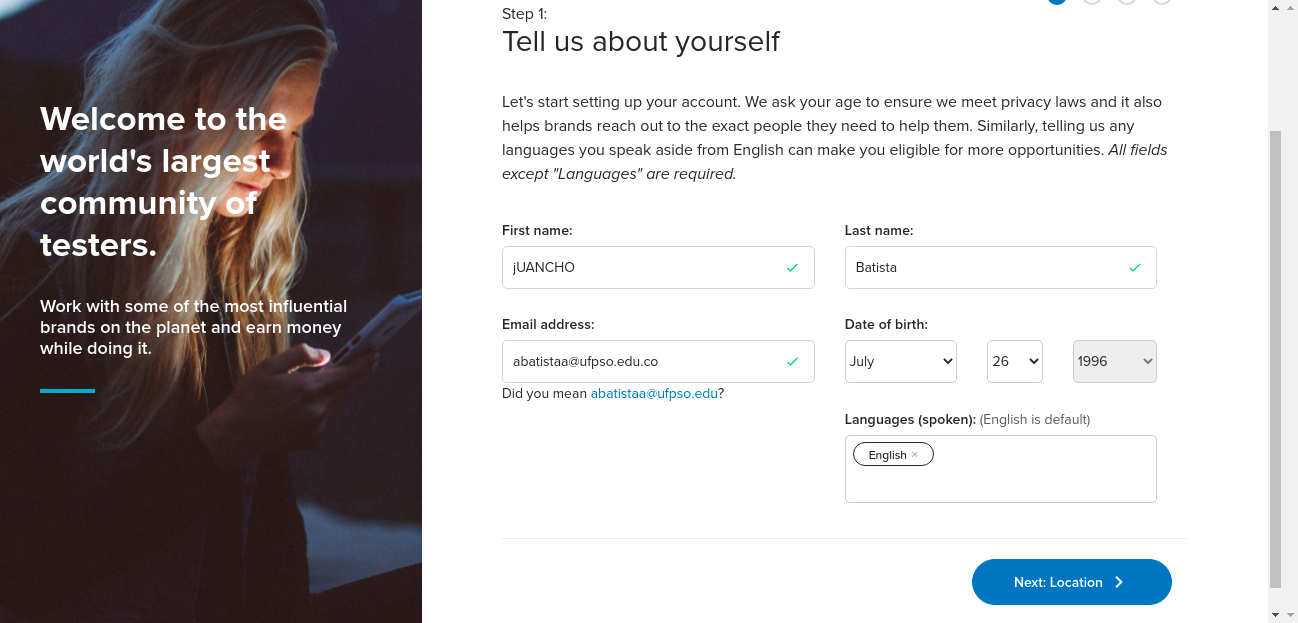 Welcome to the
world's largest
community of
testers.
Work with some of the most influential
brands on the planet and earn money
while doing it.
Step 1:
Tell us about yourself
Let's start setting up your account. We ask your age to ensure we meet privacy laws and it also
helps brands reach out to the exact people they need to help them. Similarly, telling us any
languages you speak aside from English can make you eligible for more opportunities. All fields
except "Languages" are required.
First name:
Last name:
jUANCHO
Batista
Email address:
Date of birth:
abatistaa@ufpso.edu.co
July
26
1996
Did you mean abatistaa@ufpso.edu?
Languages (spoken): (English is default)
English ×
Next: Location